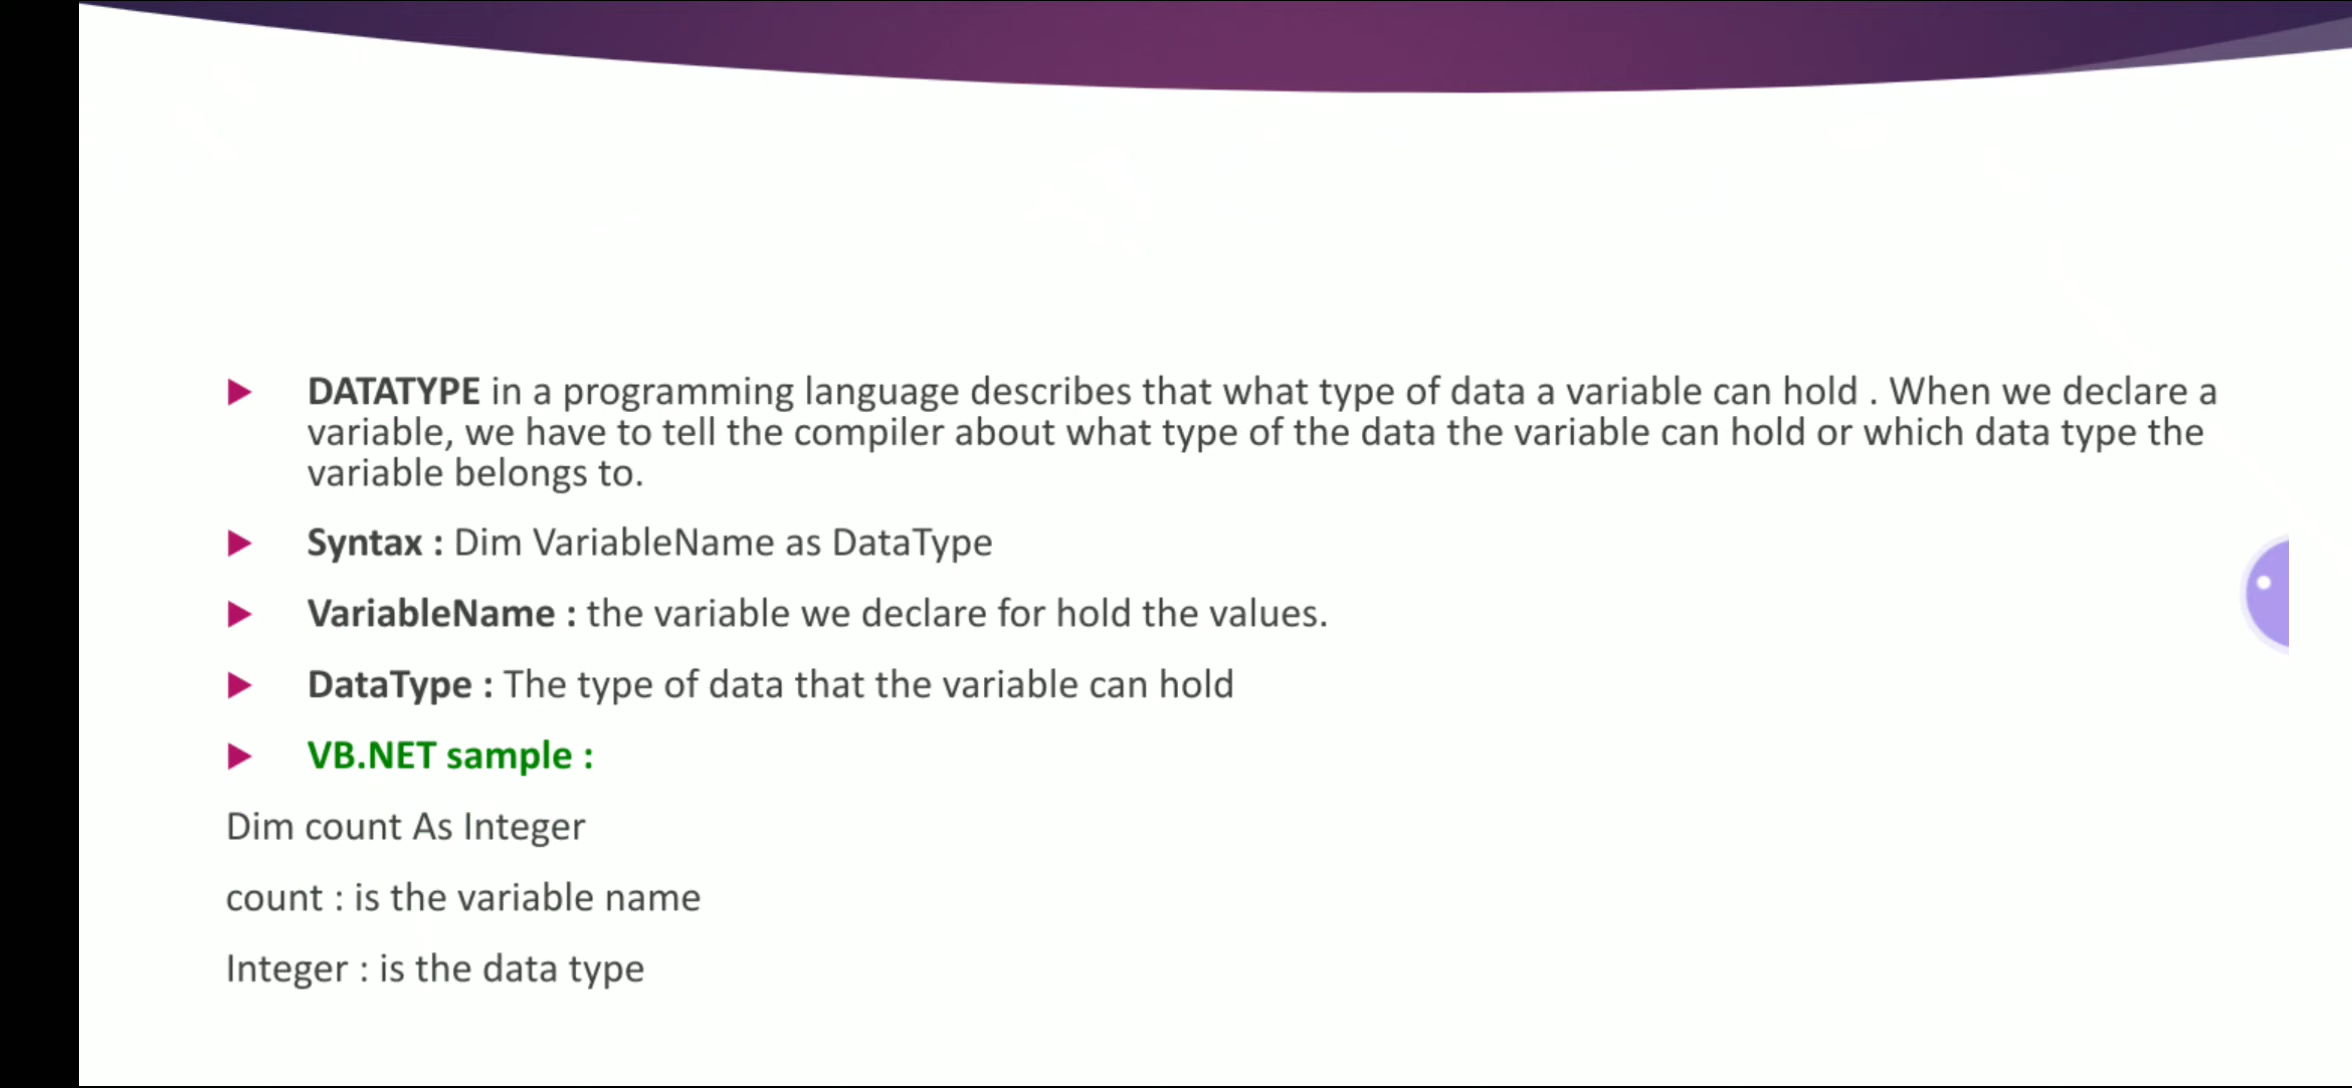 DATATYPE in a programming language describes that what type of data a variable can hold . When we declare a
variable, we have to tell the compiler about what type of the data the variable can hold or which data type the
variable belongs to.
Syntax : Dim VariableName as DataType
VariableName : the variable we declare for hold the values.
DataType : The type of data that the variable can hold
VB.NET sample :
Dim count As Integer
count : is the variable name
Integer : is the data type